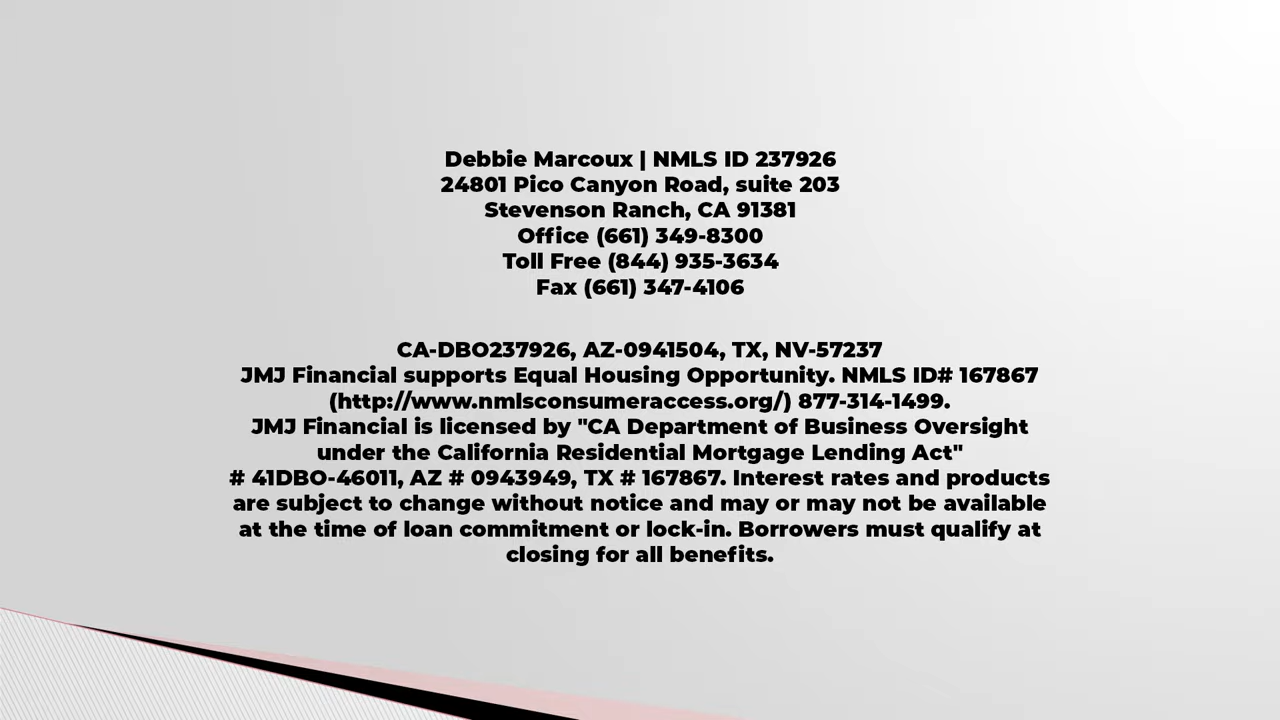 Debbie Marcoux | NMLS ID 237926
24801 Pico Canyon Road, suite 203
Stevenson Ranch, CA 91381
Office (661) 349-8300
Toll Free (844) 935-3634
Fax (661) 347-4106
CA-DBO237926, AZ-0941504, TX, NV-57237
JMJ Financial supports Equal Housing Opportunity. NMLS ID# 167867
(http://www.nmlsconsumeraccess.org/) 877-314-1499.
JMJ Financial is licensed by "CA Department of Business Oversight
under the California Residential Mortgage Lending Act"
# 41DBO-46011, AZ # 0943949, TX # 167867. Interest rates and products
are subject to change without notice and may or may not be available
at the time of loan commitment or lock-in. Borrowers must qualify at
closing for all benefits.